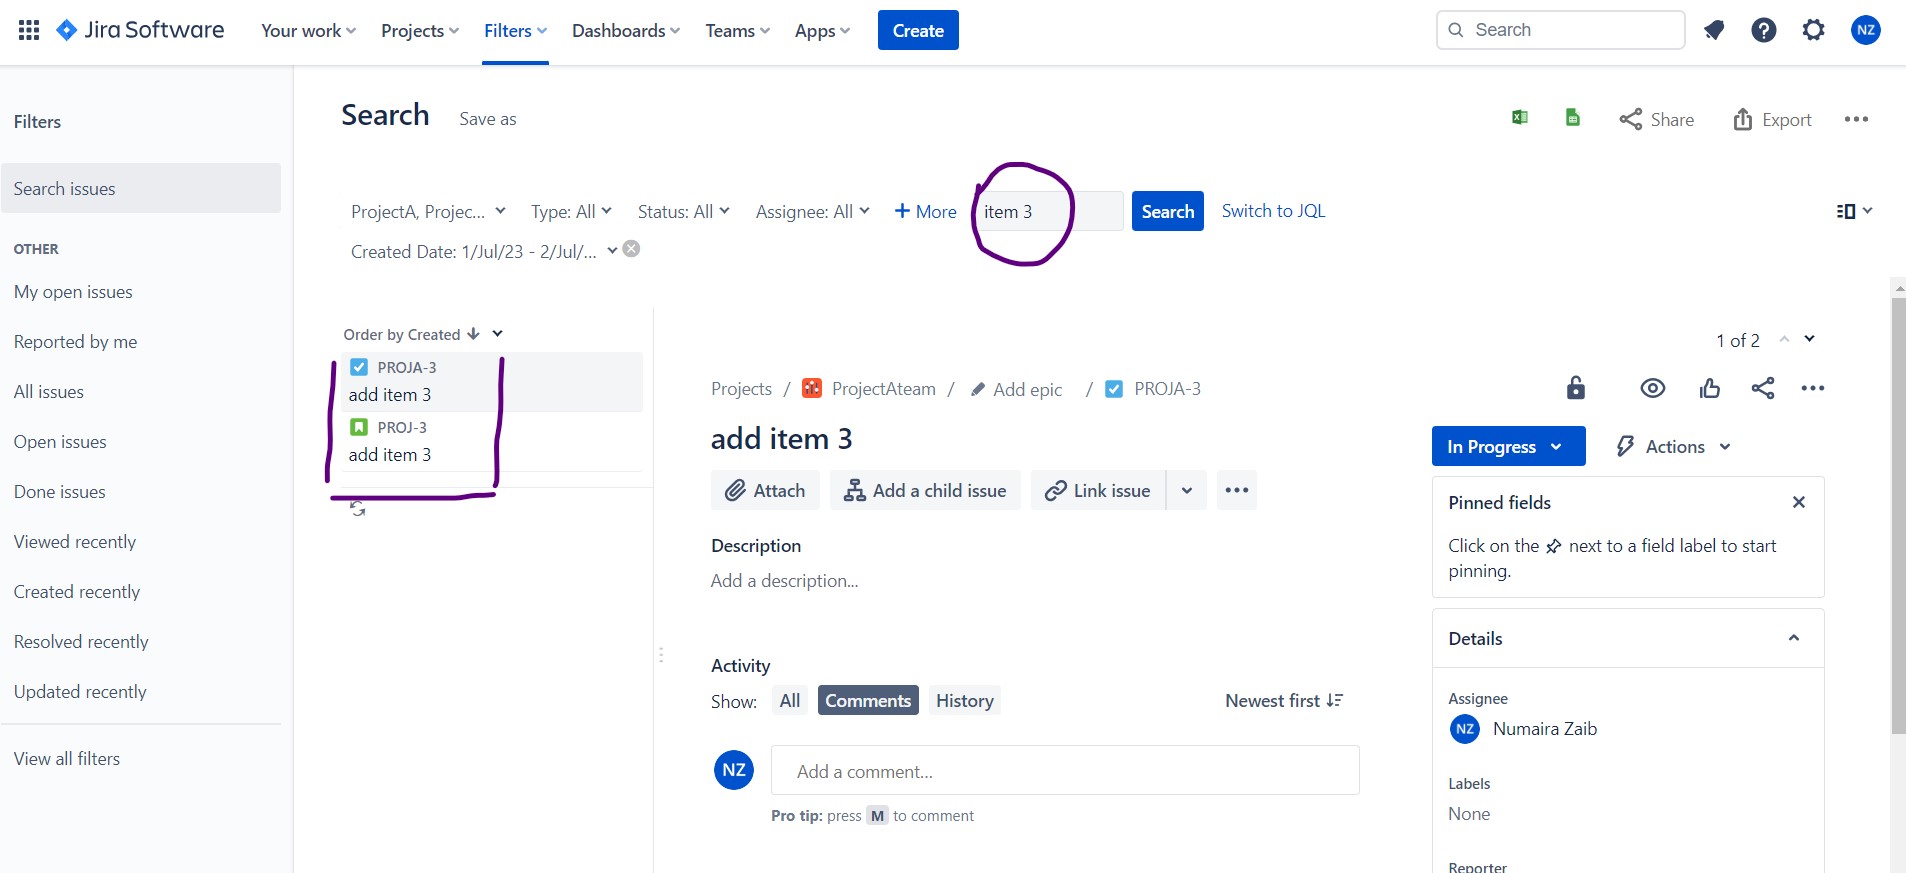 Jira Software Your work Projects Filters Dashboards Teams Apps Create Search NZ
Filters
Search issues
OTHER
My open issues
Reported by me
All issues
Open issues
Done issues
Viewed recently
Created recently
Resolved recently
Updated recently
View all filters
Search Save as Share Export
ProjectA, Projec... Type: All Status: All Assignee: All + More item 3 Search Switch to JQL
Created Date: 1/Jul/23 - 2/Jul/...
Order by Created
PROJA-3
add item 3
PROJ-3
add item 3
1 of 2
Projects / ProjectAteam / Add epic / PROJA-3
add item 3
Attach Add a child issue Link issue
Description
Add a description...
Activity
Show: All Comments History Newest first
NZ Add a comment...
Pro tip: press M to comment
In Progress Actions
Pinned fields
Click on the next to a field label to start
pinning.
Details
Assignee
NZ Numaira Zaib
Labels
None
Reporter